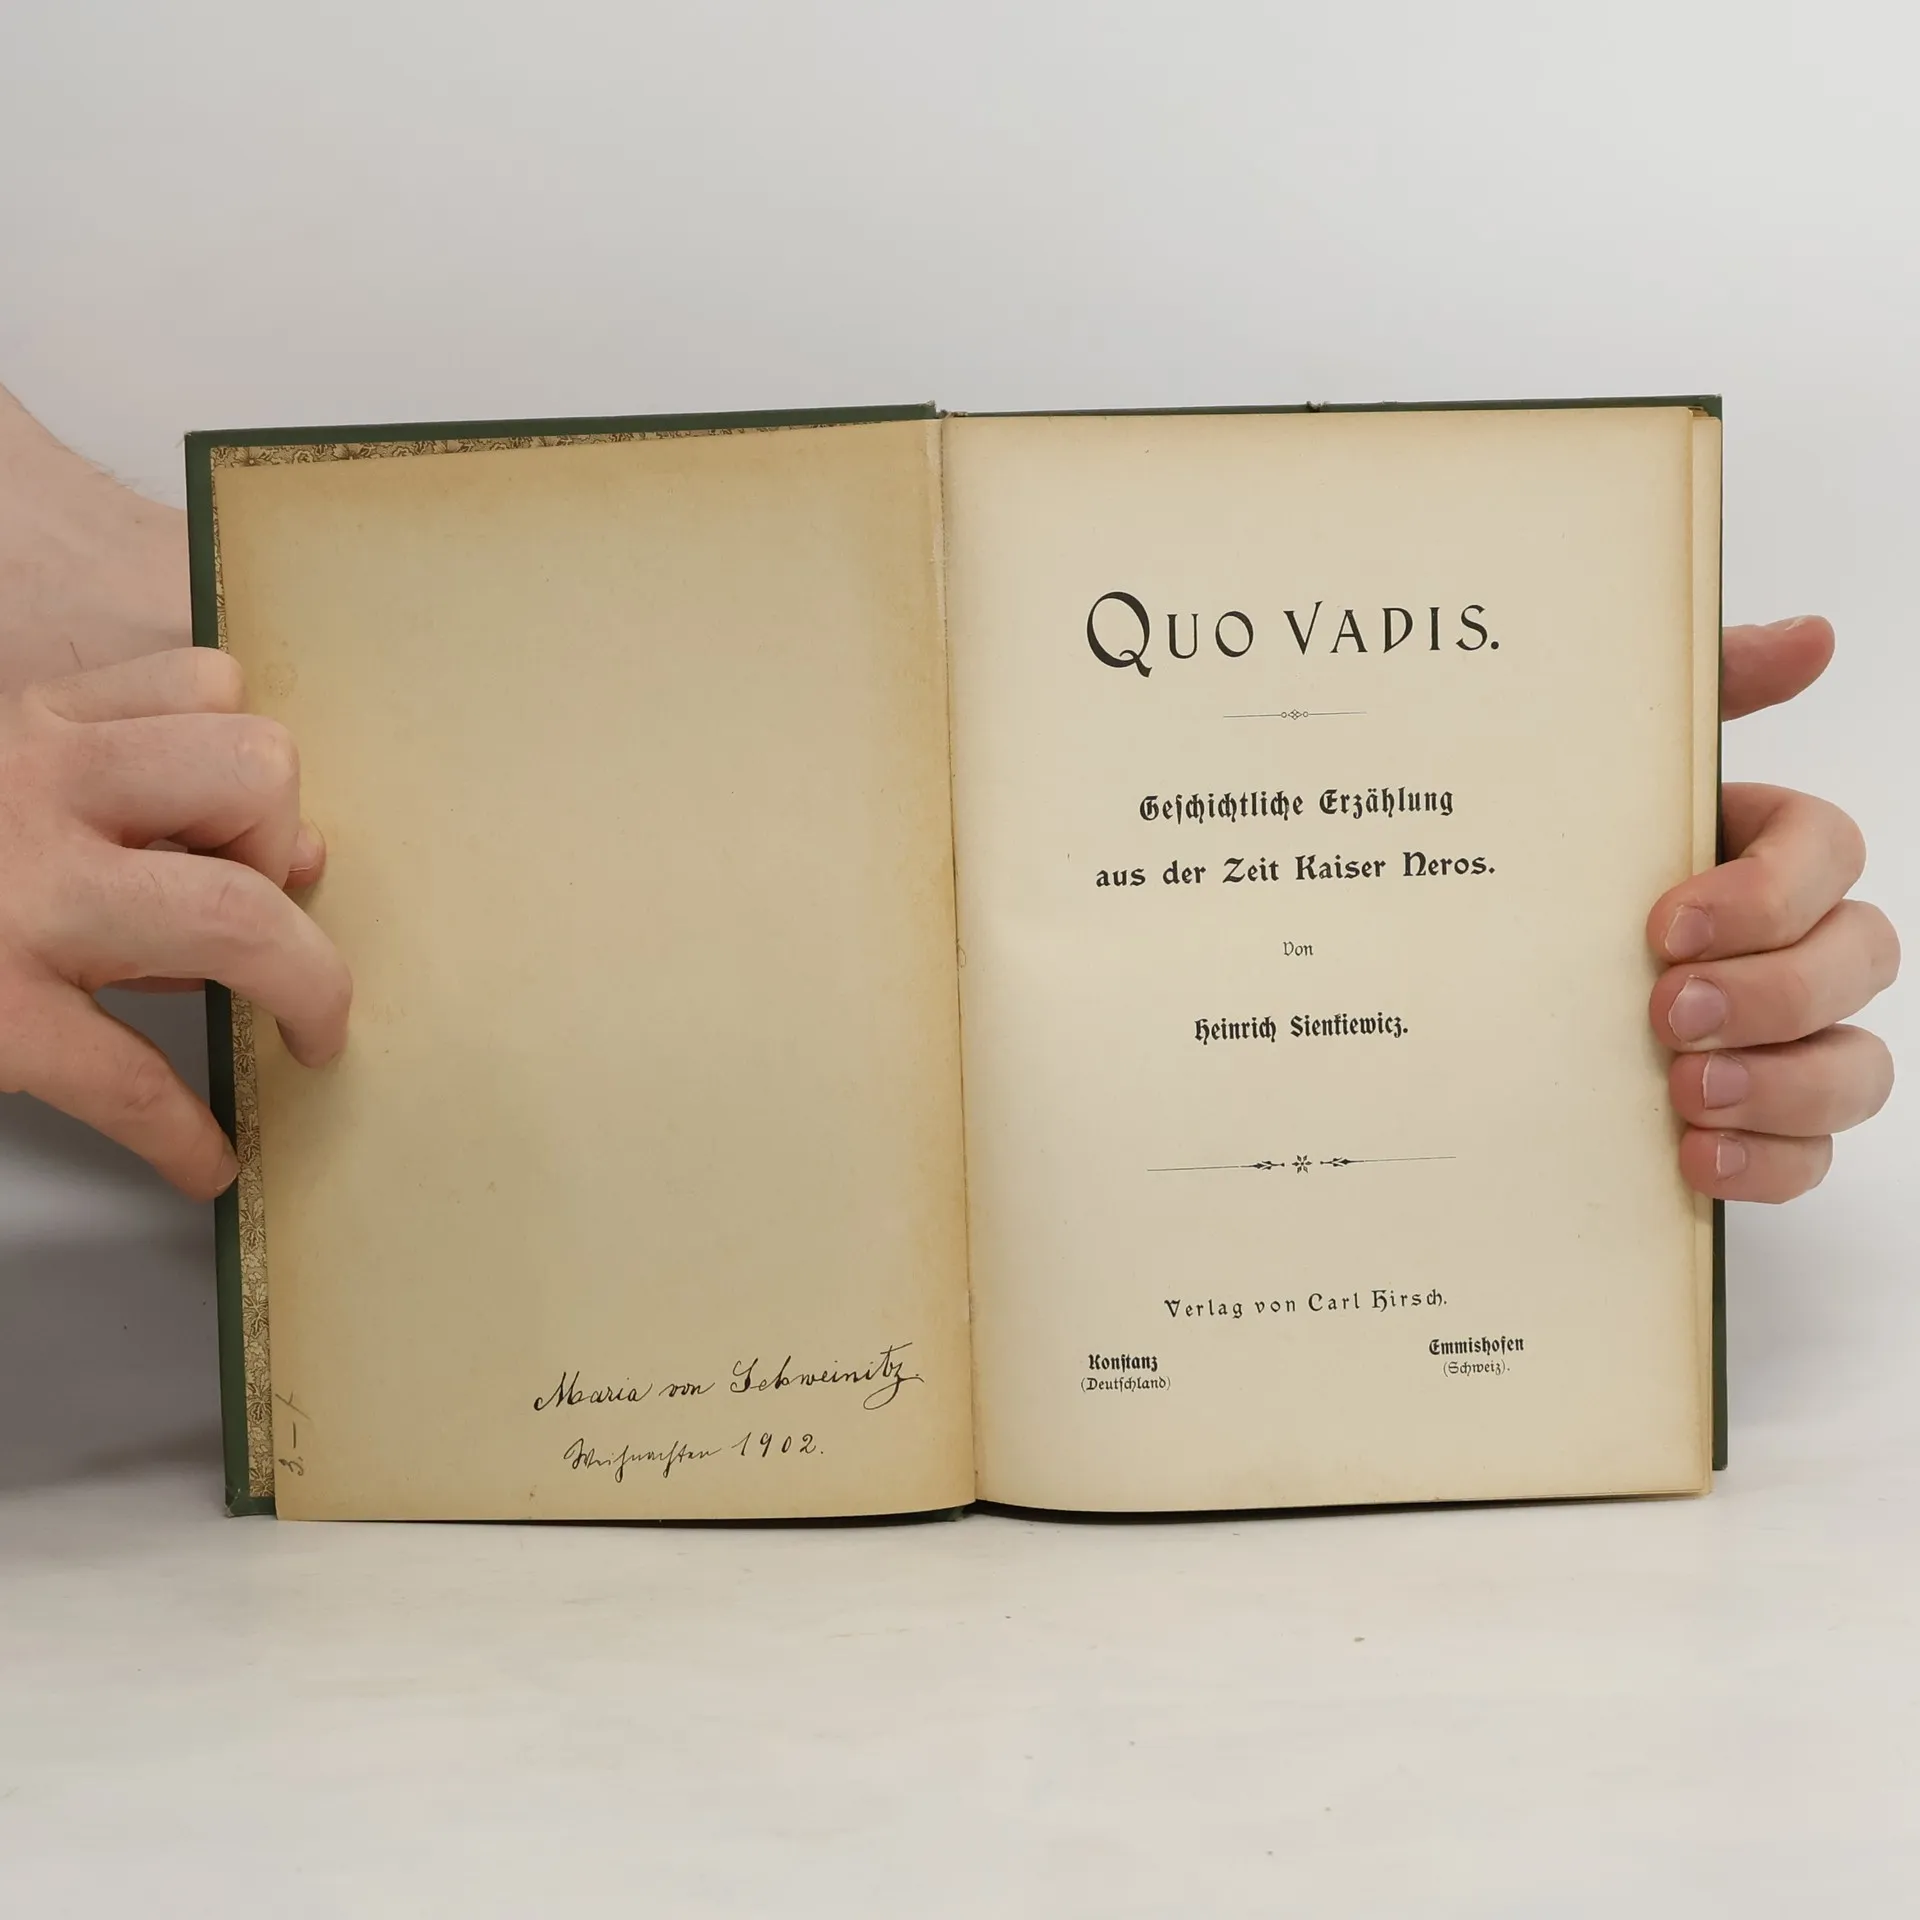 Maria von Schweinitz.
Weihnachten 1902.
3.—
QUO VADIS.
Geſchichtliche Erzählung
aus der Zeit Kaiser Neros.
Von
Heinrich Sienkiewicz.
Verlag von Carl Hirsch.
Konſtanz
(Deutſchland)
Emmishofen
(Schweiz).